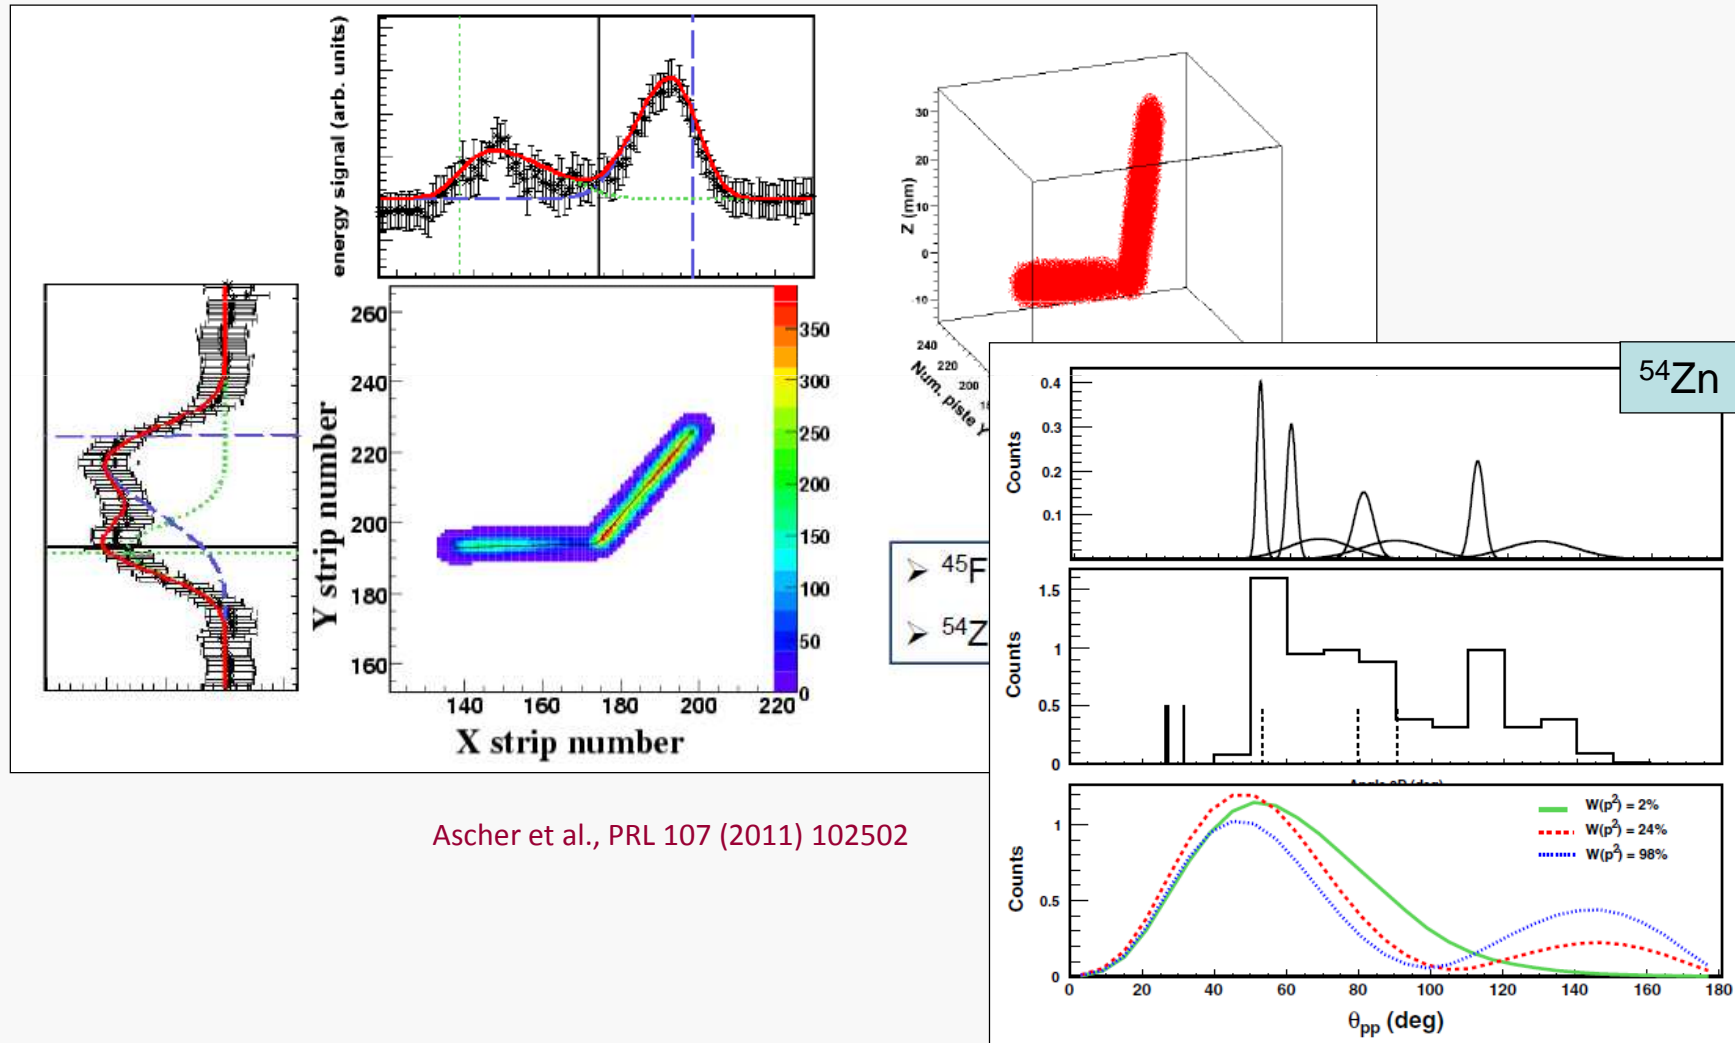 energy signal (arb. units)
Z (mm)
30
20
10
0
-10
240
220
200
Num. piste Y
260
240
220
200
180
160
Y strip number
350
300
250
200
150
100
50
0
140 160 180 200 220
X strip number
➢ ⁴⁵F
➢ ⁵⁴Z
⁵⁴Zn
0.4
0.3
0.2
0.1
Counts
1.5
1
0.5
0
Counts
W(p²) = 2%
W(p²) = 24%
W(p²) = 98%
1
0.5
0
Counts
0 20 40 60 80 100 120 140 160 180
θpp (deg)
Ascher et al., PRL 107 (2011) 102502